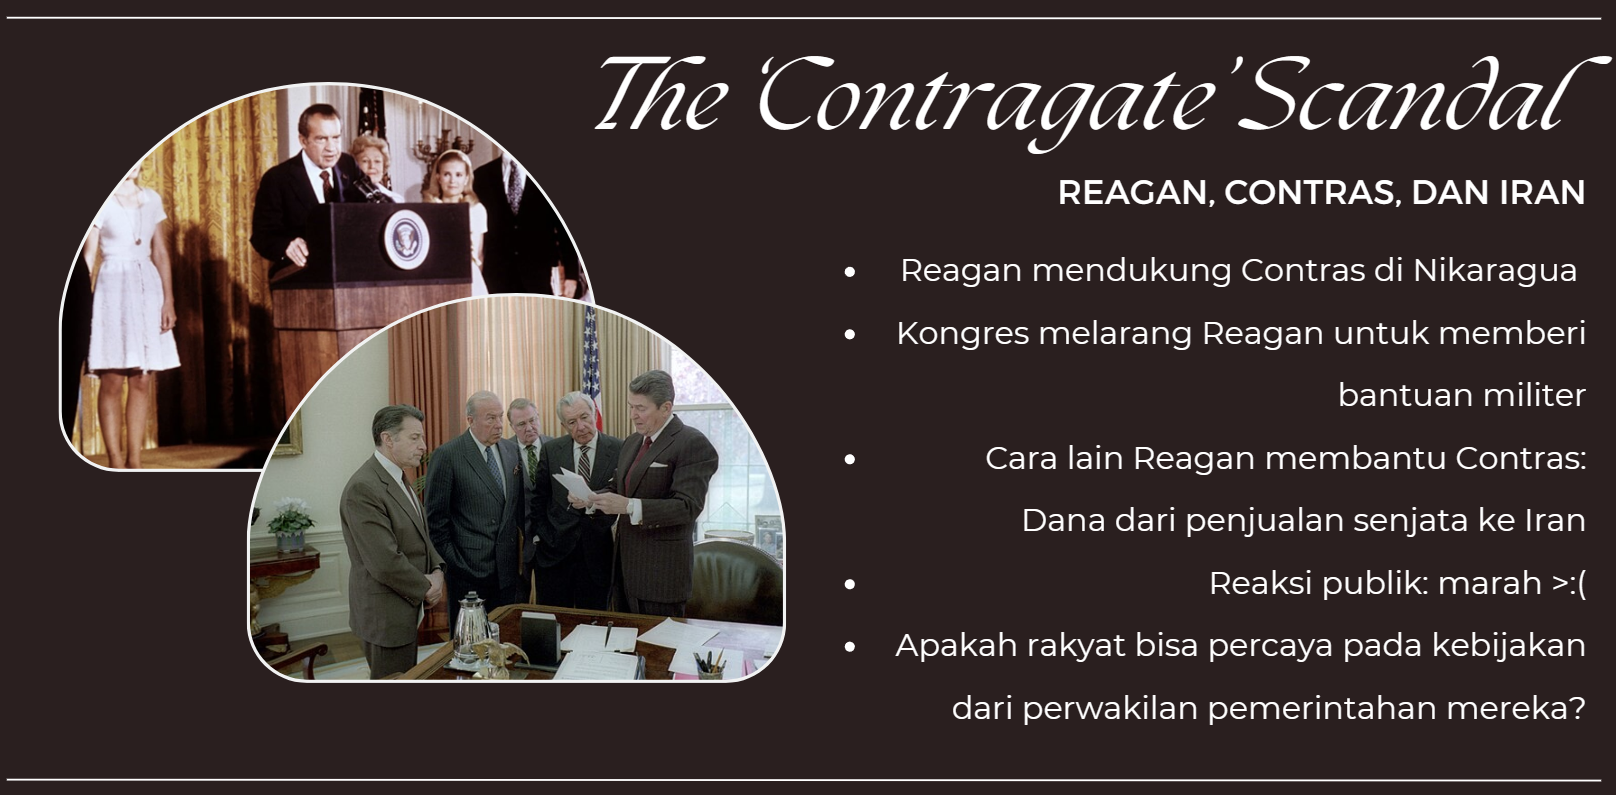 The 'Contragate' Scandal
REAGAN, CONTRAS, DAN IRAN
• Reagan mendukung Contras di Nikaragua
• Kongres melarang Reagan untuk memberi
bantuan militer
• Cara lain Reagan membantu Contras:
Dana dari penjualan senjata ke Iran
• Reaksi publik: marah >:(
• Apakah rakyat bisa percaya pada kebijakan
dari perwakilan pemerintahan mereka?